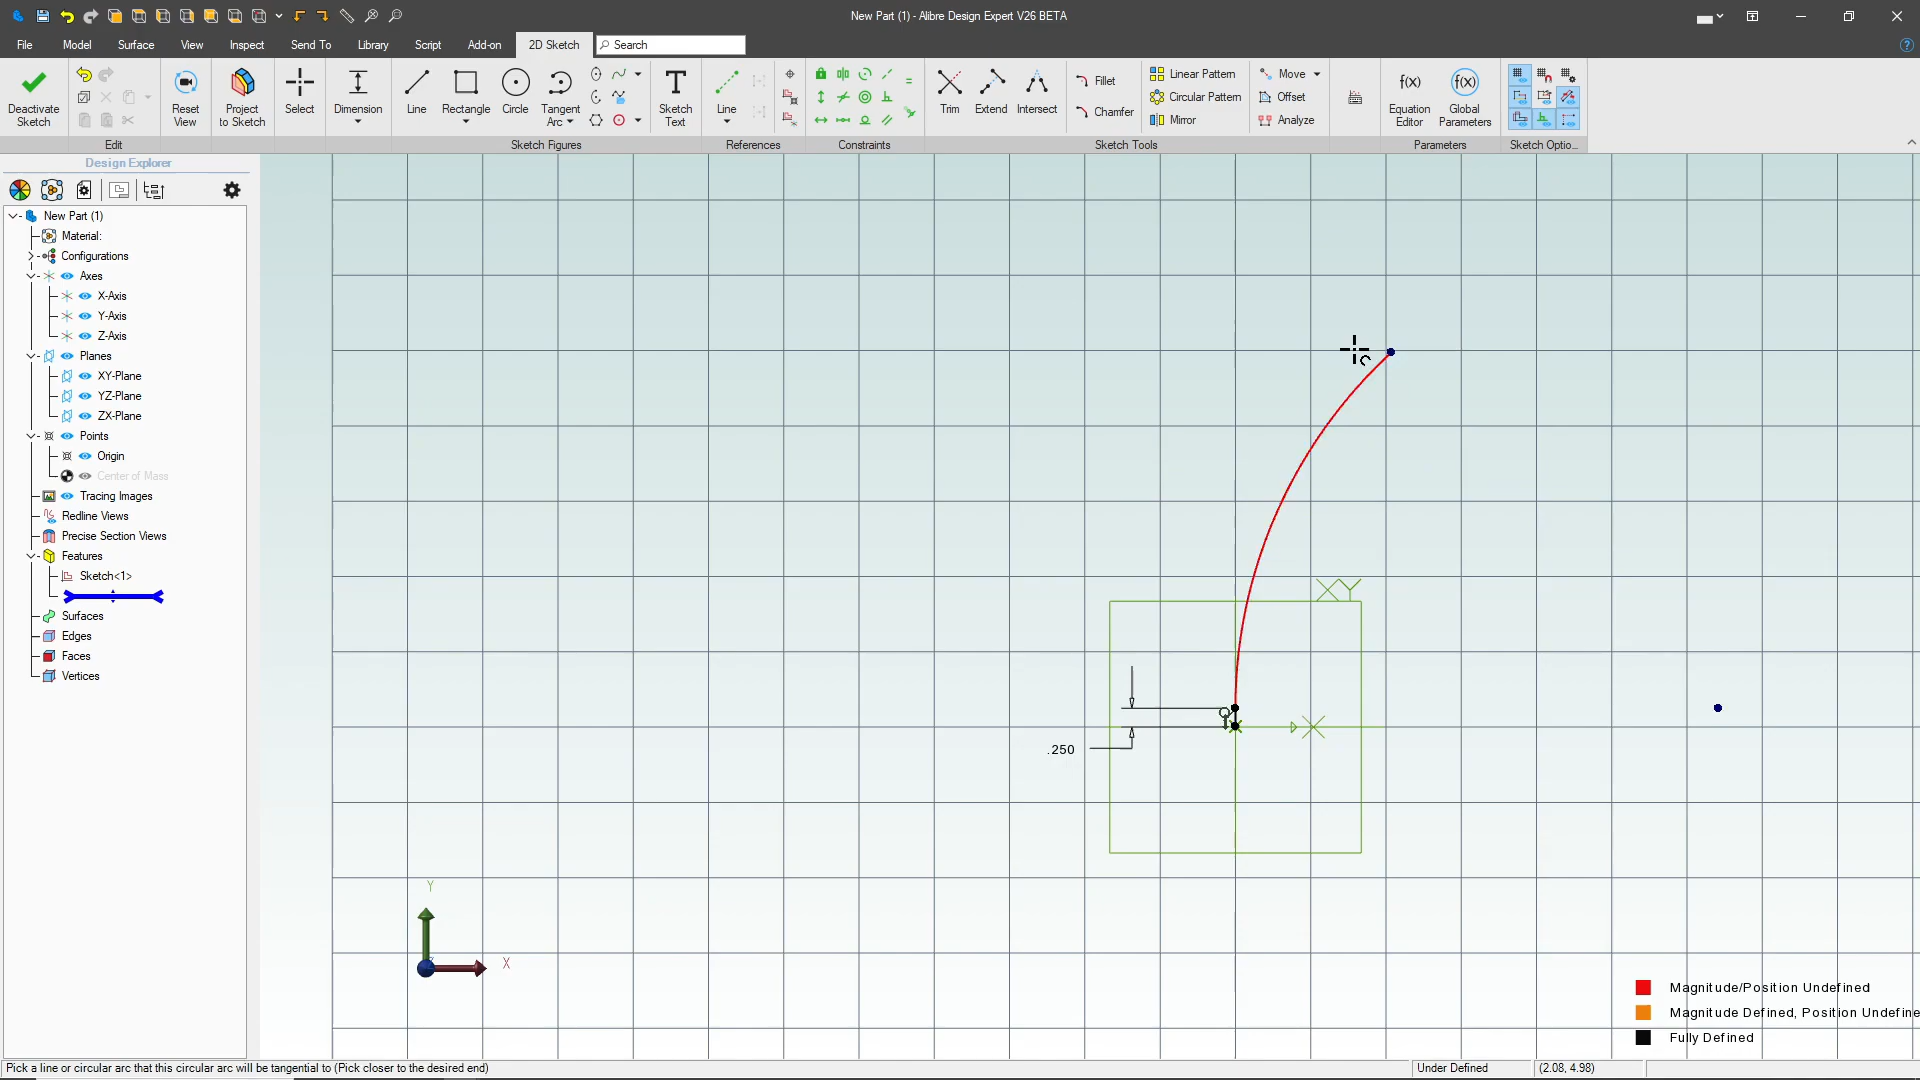 New Part (1) - Alibre Design Expert V26 BETA
File Model Surface View Inspect Send To Library Script Add-on 2D Sketch Search
Deactivate Sketch
Edit
Reset View
Project to Sketch
Select
Dimension
Line
Rectangle
Circle
Tangent Arc
Sketch Figures
Sketch Text
Line
References
Constraints
Trim
Extend
Intersect
Fillet
Chamfer
Linear Pattern
Circular Pattern
Mirror
Move
Offset
Analyze
Sketch Tools
f(x)
Equation Editor
f(x)
Global Parameters
Parameters
Sketch Optio...
Design Explorer
New Part (1)
Material:
Configurations
Axes
X-Axis
Y-Axis
Z-Axis
Planes
XY-Plane
YZ-Plane
ZX-Plane
Points
Origin
Center of Mass
Tracing Images
Redline Views
Precise Section Views
Features
Sketch<1>
Surfaces
Edges
Faces
Vertices
XY
.250
X
Y
X
Magnitude/Position Undefined
Magnitude Defined, Position Undefine
Fully Defined
Pick a line or circular arc that this circular arc will be tangential to (Pick closer to the desired end)
Under Defined
(2.08, 4.98)